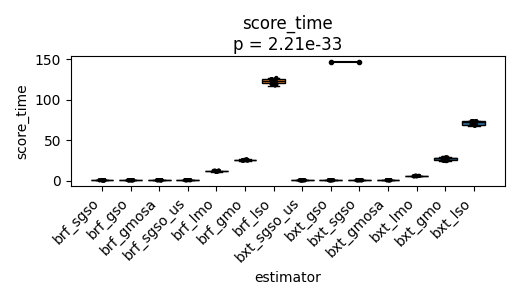 score_time
p = 2.21e-33
score_time
150
100
50
0
brf_sgso
brf_gso
brf_gmosa
brf_sgso_us
brf_lmo
brf_gmo
brf_lso
bxt_sgso_us
bxt_gso
bxt_sgso
bxt_gmosa
bxt_lmo
bxt_gmo
bxt_lso
estimator